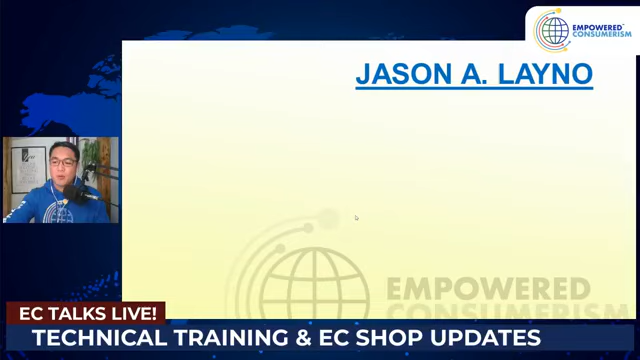 EMPOWERED
CONSUMERISM
JASON A. LAYNO
EMPOWERED
CONSUMERISM
EC TALKS LIVE!
TECHNICAL TRAINING & EC SHOP UPDATES